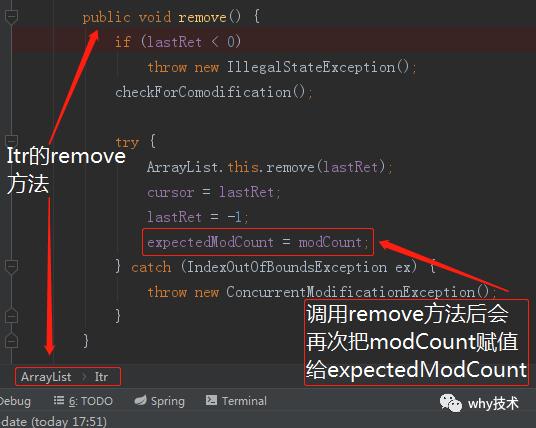 public void remove() {
if (lastRet < 0)
throw new IllegalStateException();
checkForComodification();
try {
ArrayList.this.remove(lastRet);
cursor = lastRet;
lastRet = -1;
expectedModCount = modCount;
} catch (IndexOutOfBoundsException ex) {
throw new ConcurrentModificationException();
}
}
Itr的remove
方法
调用remove方法后会
再次把modCount赋值
给expectedModCount
ArrayList > Itr
Debug 6: TODO Spring Terminal
date (today 17:51)
why技术